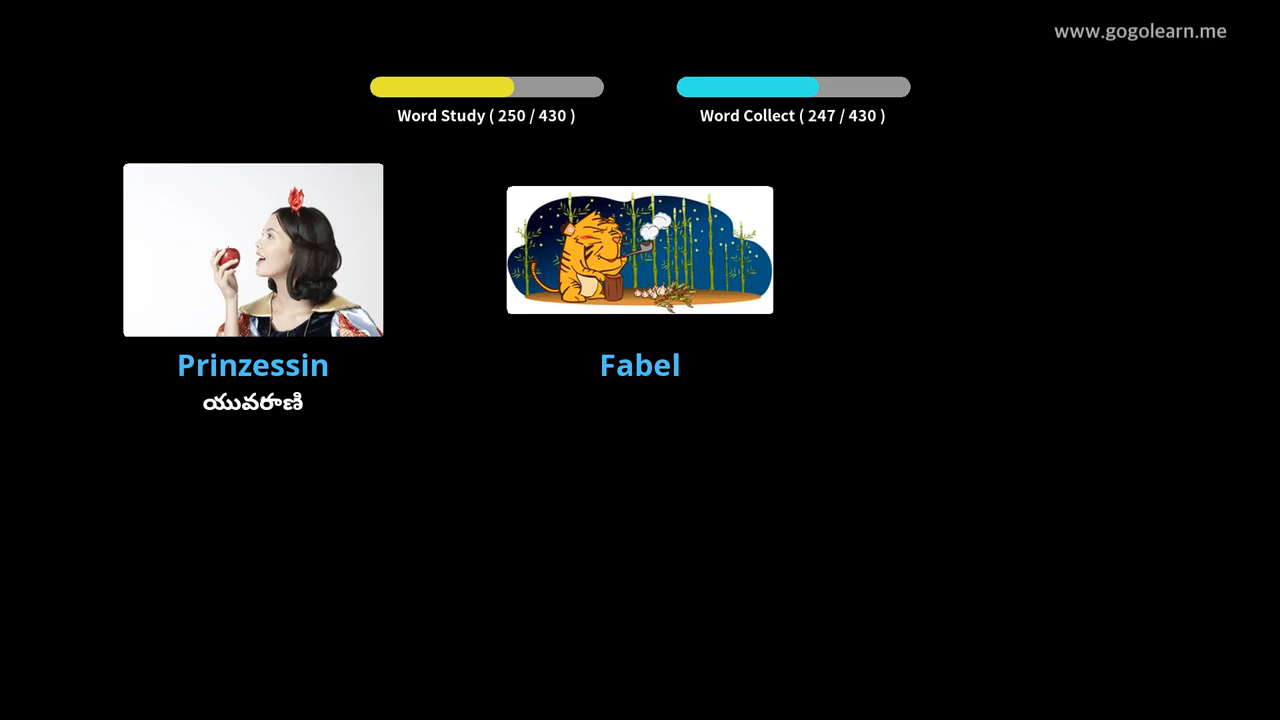 www.gogolearn.me
Word Study ( 250 / 430 )
Word Collect ( 247 / 430 )
Prinzessin
Fabel
యువరాణి